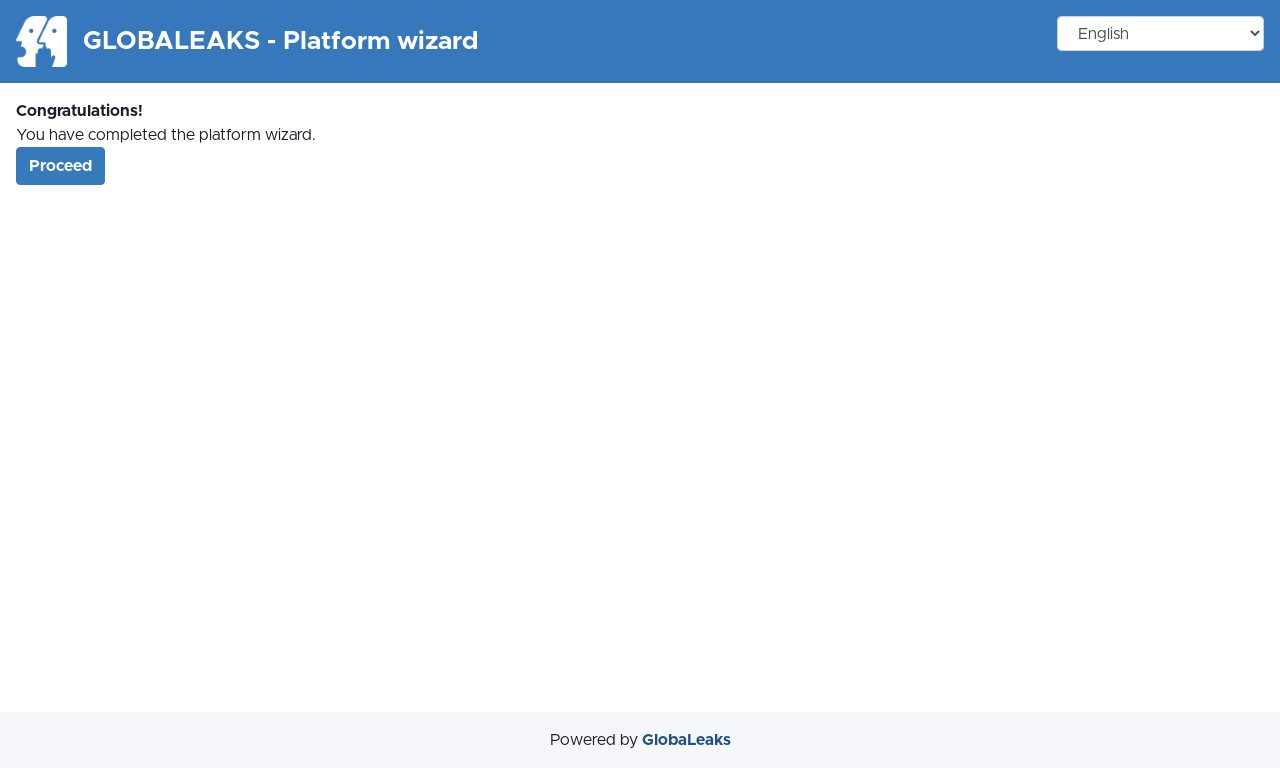 GLOBALEAKS - Platform wizard
English
Congratulations!
You have completed the platform wizard.
Proceed
Powered by GlobaLeaks